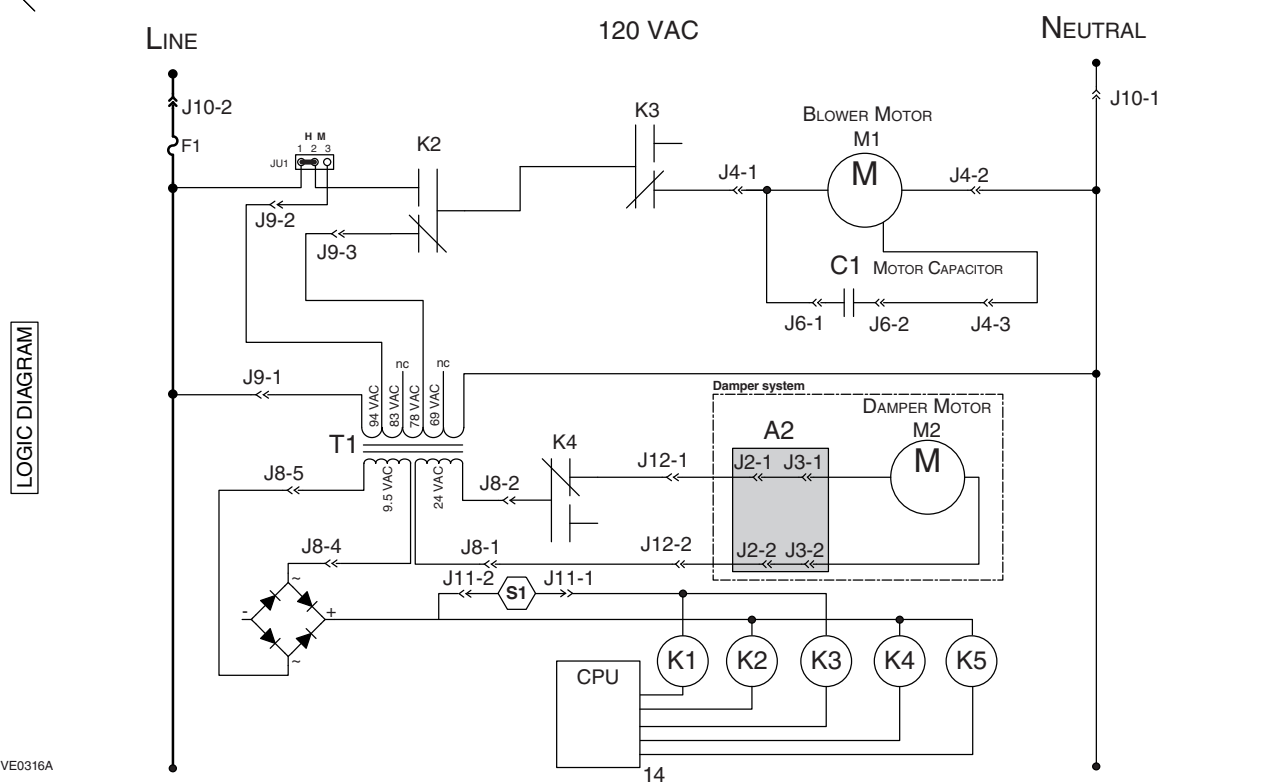 LINE
120 VAC
NEUTRAL
J10-2
J10-1
F1
H M
1 2 3
JU1
K2
K3
BLOWER MOTOR
M1
M
J4-1
J4-2
J9-2
J9-3
C1 MOTOR CAPACITOR
J6-1
J6-2
J4-3
LOGIC DIAGRAM
J9-1
94 VAC
nc
83 VAC
78 VAC
nc
69 VAC
T1
9.5 VAC
24 VAC
J8-5
J8-2
K4
J12-1
Damper system
DAMPER MOTOR
M2
M
A2
J2-1
J3-1
J8-4
J8-1
J12-2
J2-2
J3-2
J11-2
S1
J11-1
~
-
+
~
K1
K2
K3
K4
K5
CPU
14
VE0316A